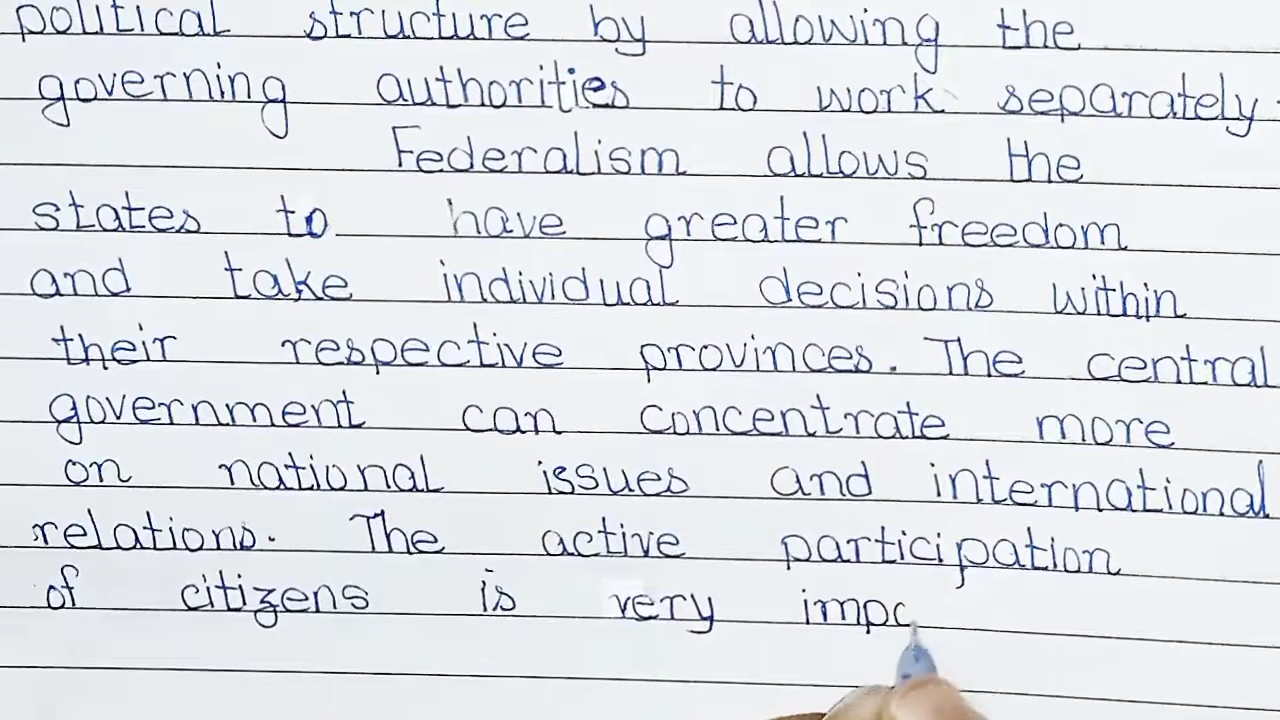 political structure by allowing the
governing authorities to work separately.
Federalism allows the
states to have greater freedom
and take individual decisions within
their respective provinces. The central
government can concentrate more
on national issues and international
relations. The active participation
of citizens is very impo